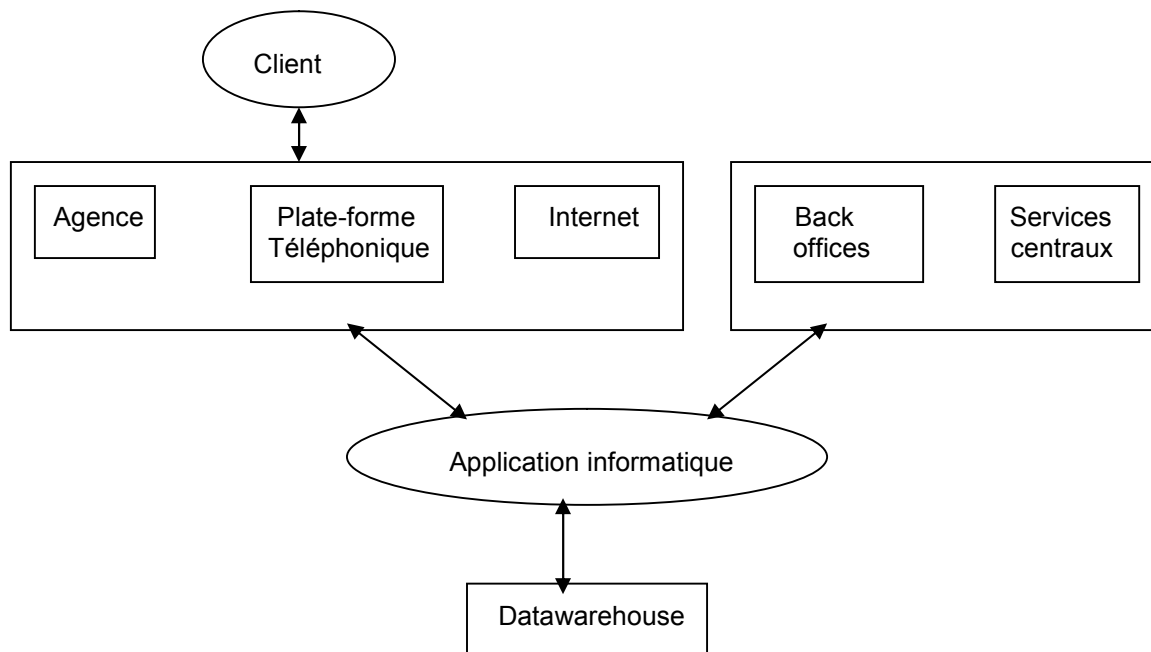 Client
Agence
Plate-forme
Téléphonique
Internet
Back
offices
Services
centraux
Application informatique
Datawarehouse